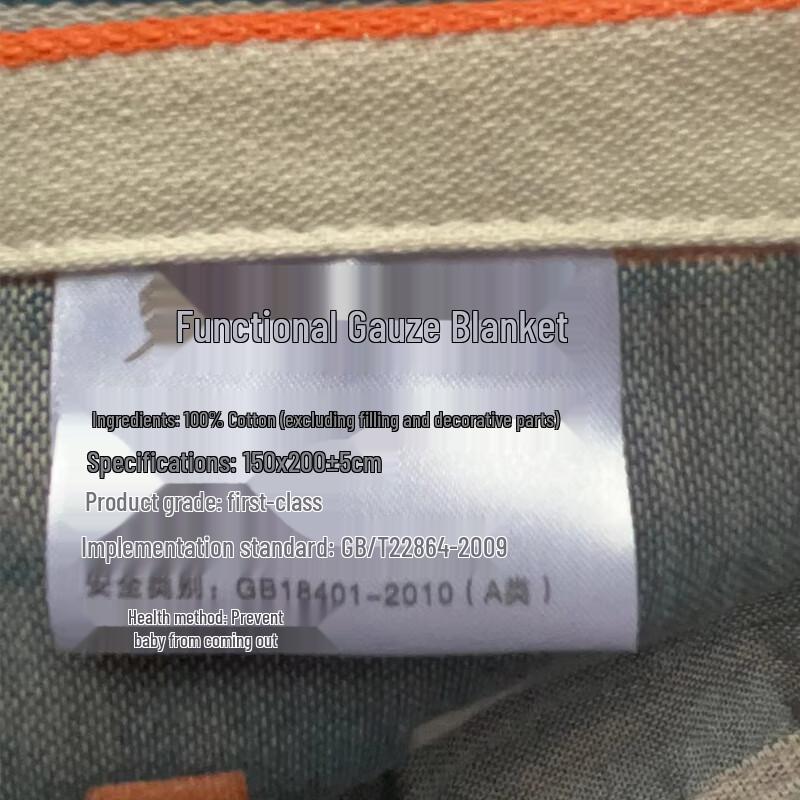 Functional Gauze Blanket
Ingredients: 100% Cotton (excluding filling and decorative parts)
Specifications: 150x200±5cm
Product grade: first-class
Implementation standard: GB/T22864-2009
安全类别: GB18401-2010 (A类)
Health method: Prevent
baby from coming out